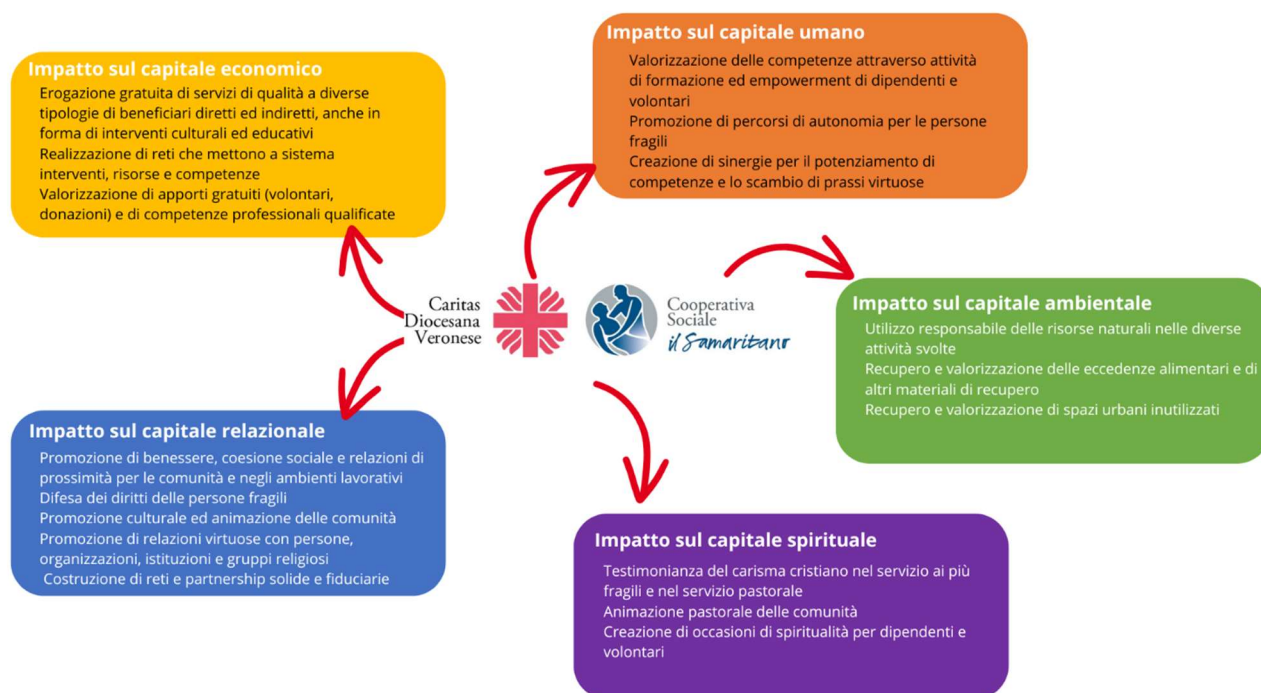 Impatto sul capitale economico
Erogazione gratuita di servizi di qualità a diverse
tipologie di beneficiari diretti ed indiretti, anche in
forma di interventi culturali ed educativi
Realizzazione di reti che mettono a sistema
interventi, risorse e competenze
Valorizzazione di apporti gratuiti (volontari,
donazioni) e di competenze professionali qualificate
Impatto sul capitale umano
Valorizzazione delle competenze attraverso attività
di formazione ed empowerment di dipendenti e
volontari
Promozione di percorsi di autonomia per le persone
fragili
Creazione di sinergie per il potenziamento di
competenze e lo scambio di prassi virtuose
Caritas
Diocesana
Veronese
Cooperativa
Sociale
il Samaritano
Impatto sul capitale ambientale
Utilizzo responsabile delle risorse naturali nelle diverse
attività svolte
Recupero e valorizzazione delle eccedenze alimentari e di
altri materiali di recupero
Recupero e valorizzazione di spazi urbani inutilizzati
Impatto sul capitale relazionale
Promozione di benessere, coesione sociale e relazioni di
prossimità per le comunità e negli ambienti lavorativi
Difesa dei diritti delle persone fragili
Promozione culturale ed animazione delle comunità
Promozione di relazioni virtuose con persone,
organizzazioni, istituzioni e gruppi religiosi
Costruzione di reti e partnership solide e fiduciarie
Impatto sul capitale spirituale
Testimonianza del carisma cristiano nel servizio ai più
fragili e nel servizio pastorale
Animazione pastorale delle comunità
Creazione di occasioni di spiritualità per dipendenti e
volontari